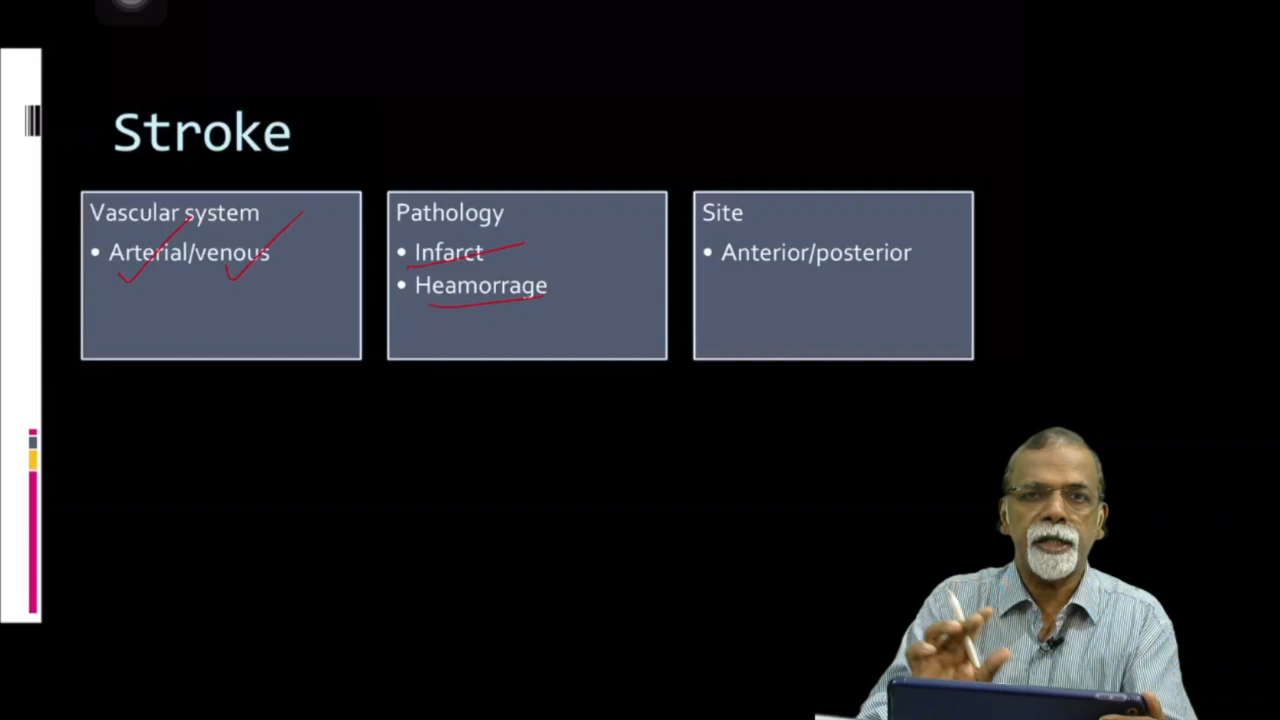 Stroke
Vascular system
• Arterial/venous
Pathology
• Infarct
• Heamorrage
Site
• Anterior/posterior